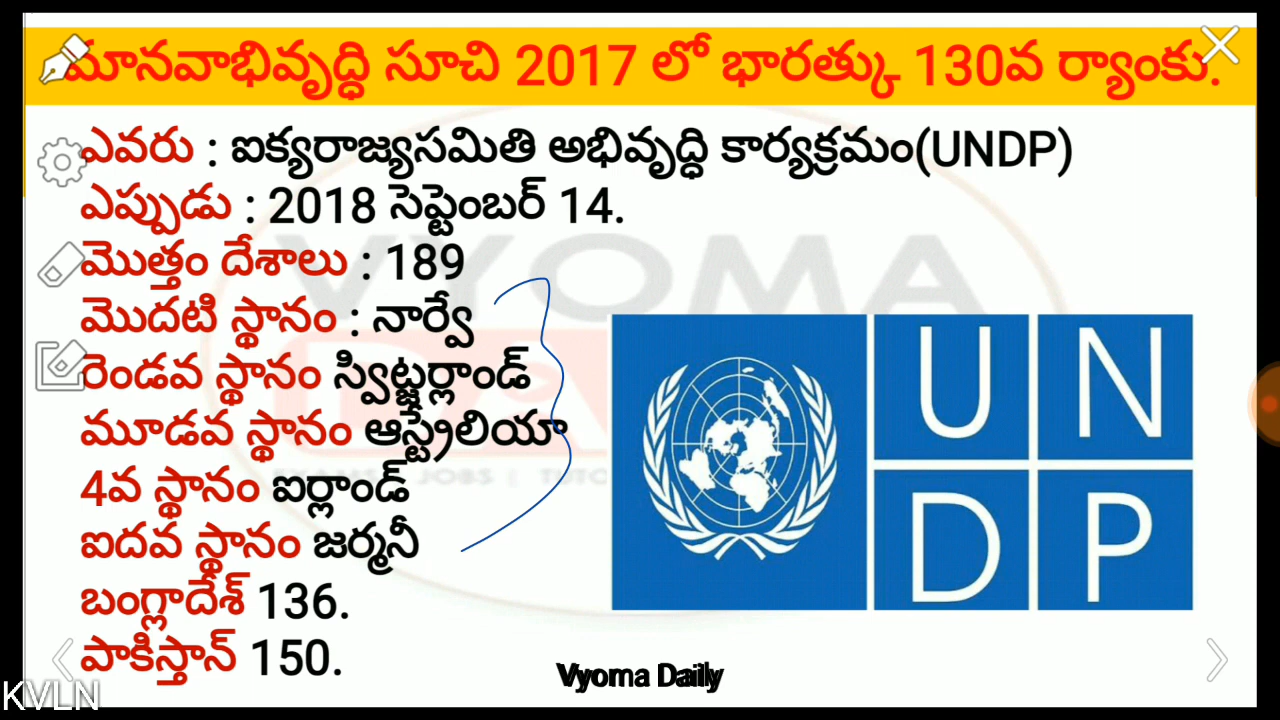 మానవాభివృద్ధి సూచి 2017 లో భారత్కు 130వ ర్యాంకు.
ఎవరు : ఐక్యరాజ్యసమితి అభివృద్ధి కార్యక్రమం(UNDP)
ఎప్పుడు : 2018 సెప్టెంబర్ 14.
మొత్తం దేశాలు : 189
మొదటి స్థానం : నార్వే
రెండవ స్థానం స్విట్జర్లాండ్
మూడవ స్థానం ఆస్ట్రేలియా
4వ స్థానం ఐర్లాండ్
ఐదవ స్థానం జర్మనీ
బంగ్లాదేశ్ 136.
పాకిస్తాన్ 150.
U N
D P
VYOMA
Vyoma Daily
KVLN